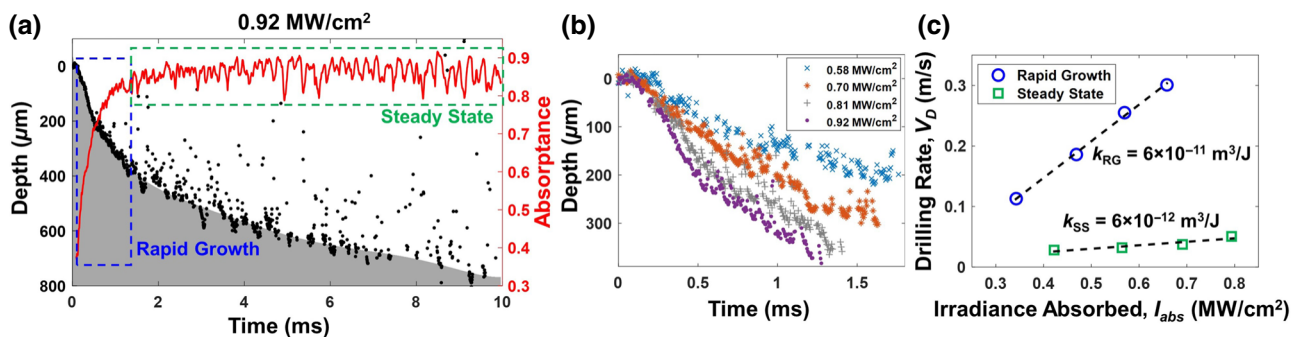 (a)
0.92 MW/cm²
Depth (µm)
0
200
400
600
800
0
2
4
6
8
10
Time (ms)
0.9
0.8
0.7
0.6
0.5
0.4
0.3
Absorptance
Steady State
Rapid Growth
(b)
Depth (µm)
0
100
200
300
0
0.5
1
1.5
Time (ms)
0.58 MW/cm²
0.70 MW/cm²
0.81 MW/cm²
0.92 MW/cm²
(c)
Drilling Rate, V_D (m/s)
0.3
0.2
0.1
0
0.3
0.4
0.5
0.6
0.7
0.8
Irradiance Absorbed, I_abs (MW/cm²)
Rapid Growth
Steady State
k_RG = 6×10⁻¹¹ m³/J
k_SS = 6×10⁻¹² m³/J